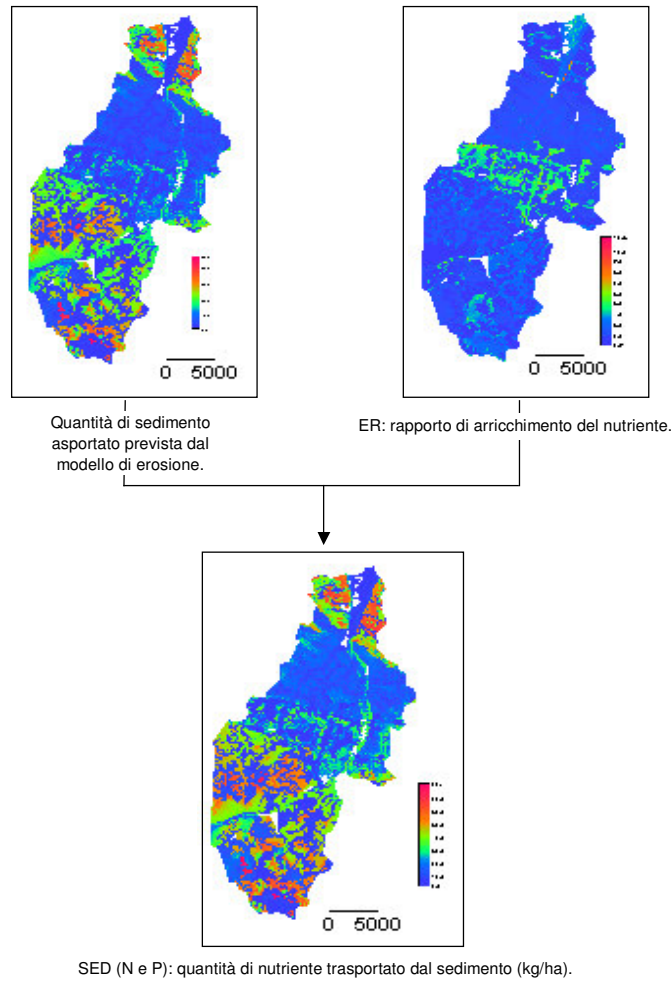 0 5000
0 5000
Quantità di sedimento
asportato prevista dal
modello di erosione.
ER: rapporto di arricchimento del nutriente.
0 5000
SED (N e P): quantità di nutriente trasportato dal sedimento (kg/ha).